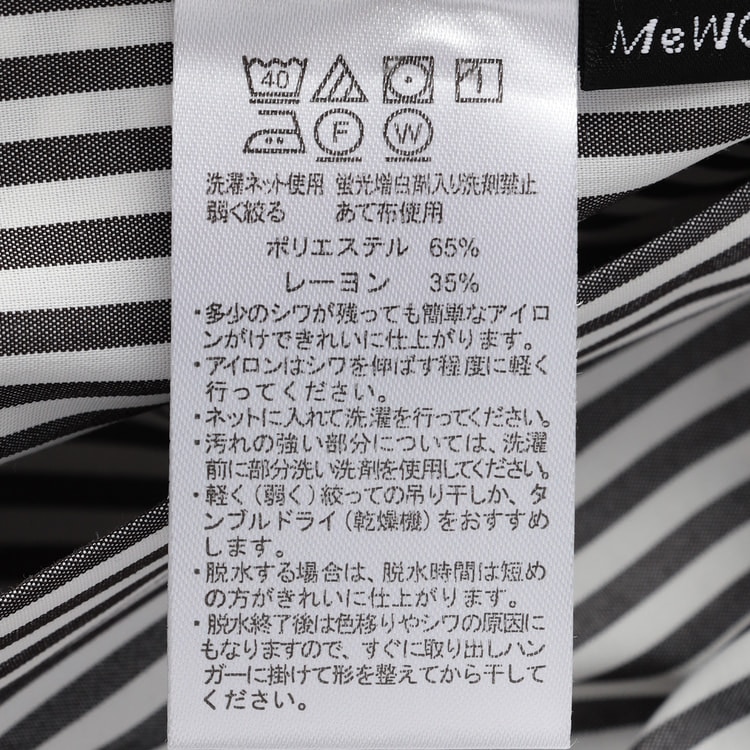 MeWO
40
F W
洗濯ネット使用 蛍光増白剤入り洗剤禁止
弱く絞る あて布使用
ポリエステル 65%
レーヨン 35%
・多少のシワが残っても簡単なアイロ
ンがけできれいに仕上がります。
・アイロンはシワを伸ばす程度に軽く
行ってください。
・ネットに入れて洗濯を行ってください。
・汚れの強い部分については、洗濯
前に部分洗い洗剤を使用してください。
・軽く（弱く）絞っての吊り干しか、タ
ンブルドライ（乾燥機）をおすすめ
します。
・脱水する場合は、脱水時間は短め
の方がきれいに仕上がります。
・脱水終了後は色移りやシワの原因に
もなりますので、すぐに取り出しハン
ガーに掛けて形を整えてから干して
ください。